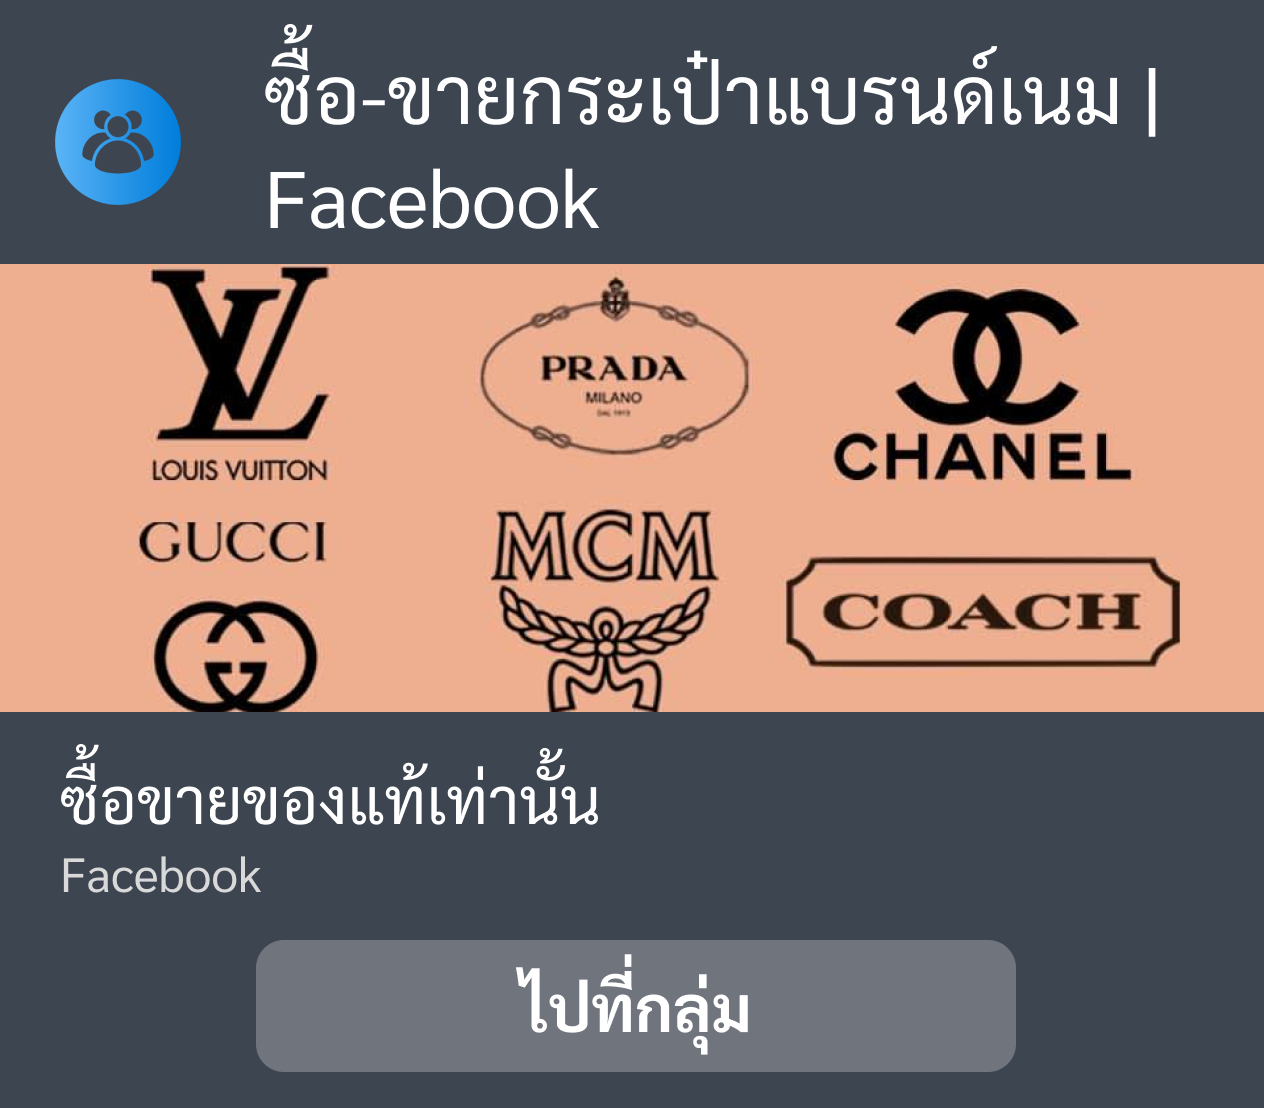 ซื้อ-ขายกระเป๋าแบรนด์เนม |
Facebook
LOUIS VUITTON
PRADA
MILANO
DAL 1913
CHANEL
GUCCI
MCM
COACH
ซื้อขายของแท้เท่านั้น
Facebook
ไปที่กลุ่ม